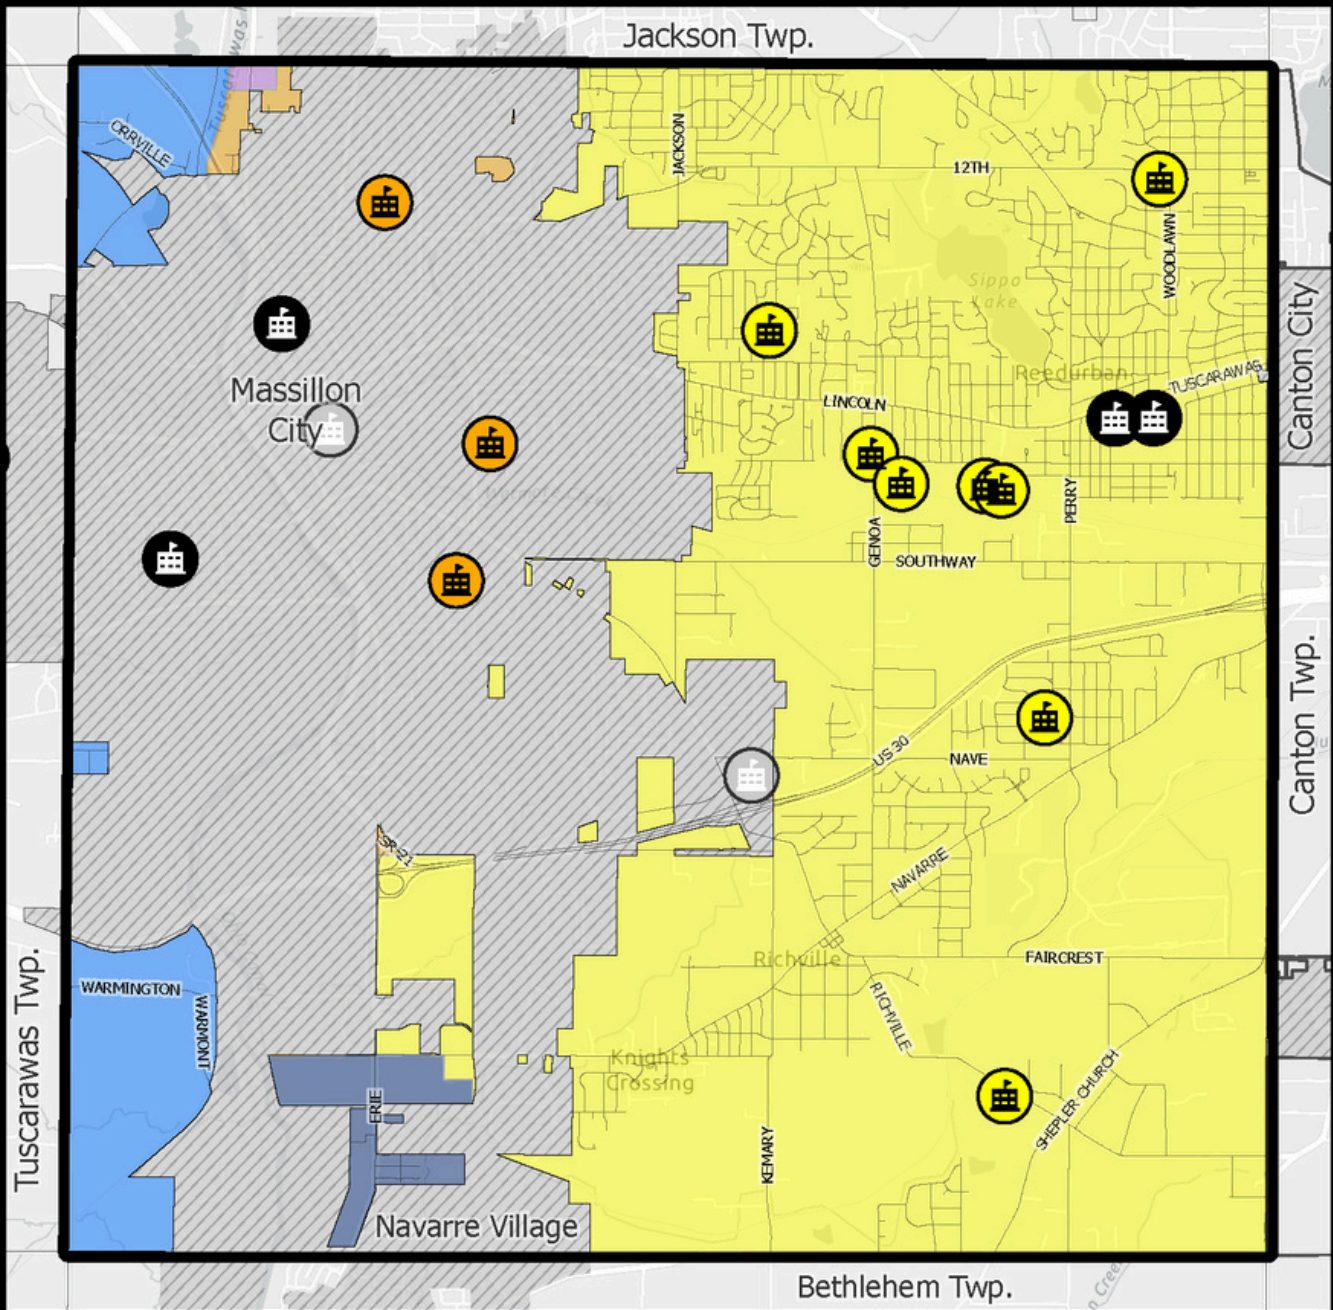 Jackson Twp.
Tuscarawas
ORRVILLE
JACKSON
12TH
WOODLAWN
Sippo
Lake
Canton City
Massillon
City
Reedurban
TUSCARAWAS
LINCOLN
PERRY
GENOA
SOUTHWAY
Canton Twp.
US 30
NAVE
SR-21
NAVARRE
Richville
FAIRCREST
Tuscarawas Twp.
WARMINGTON
WARMONT
RICHVILLE
Knights
Crossing
ERIE
SHEPLER CHURCH
KEMARY
Navarre Village
Bethlehem Twp.